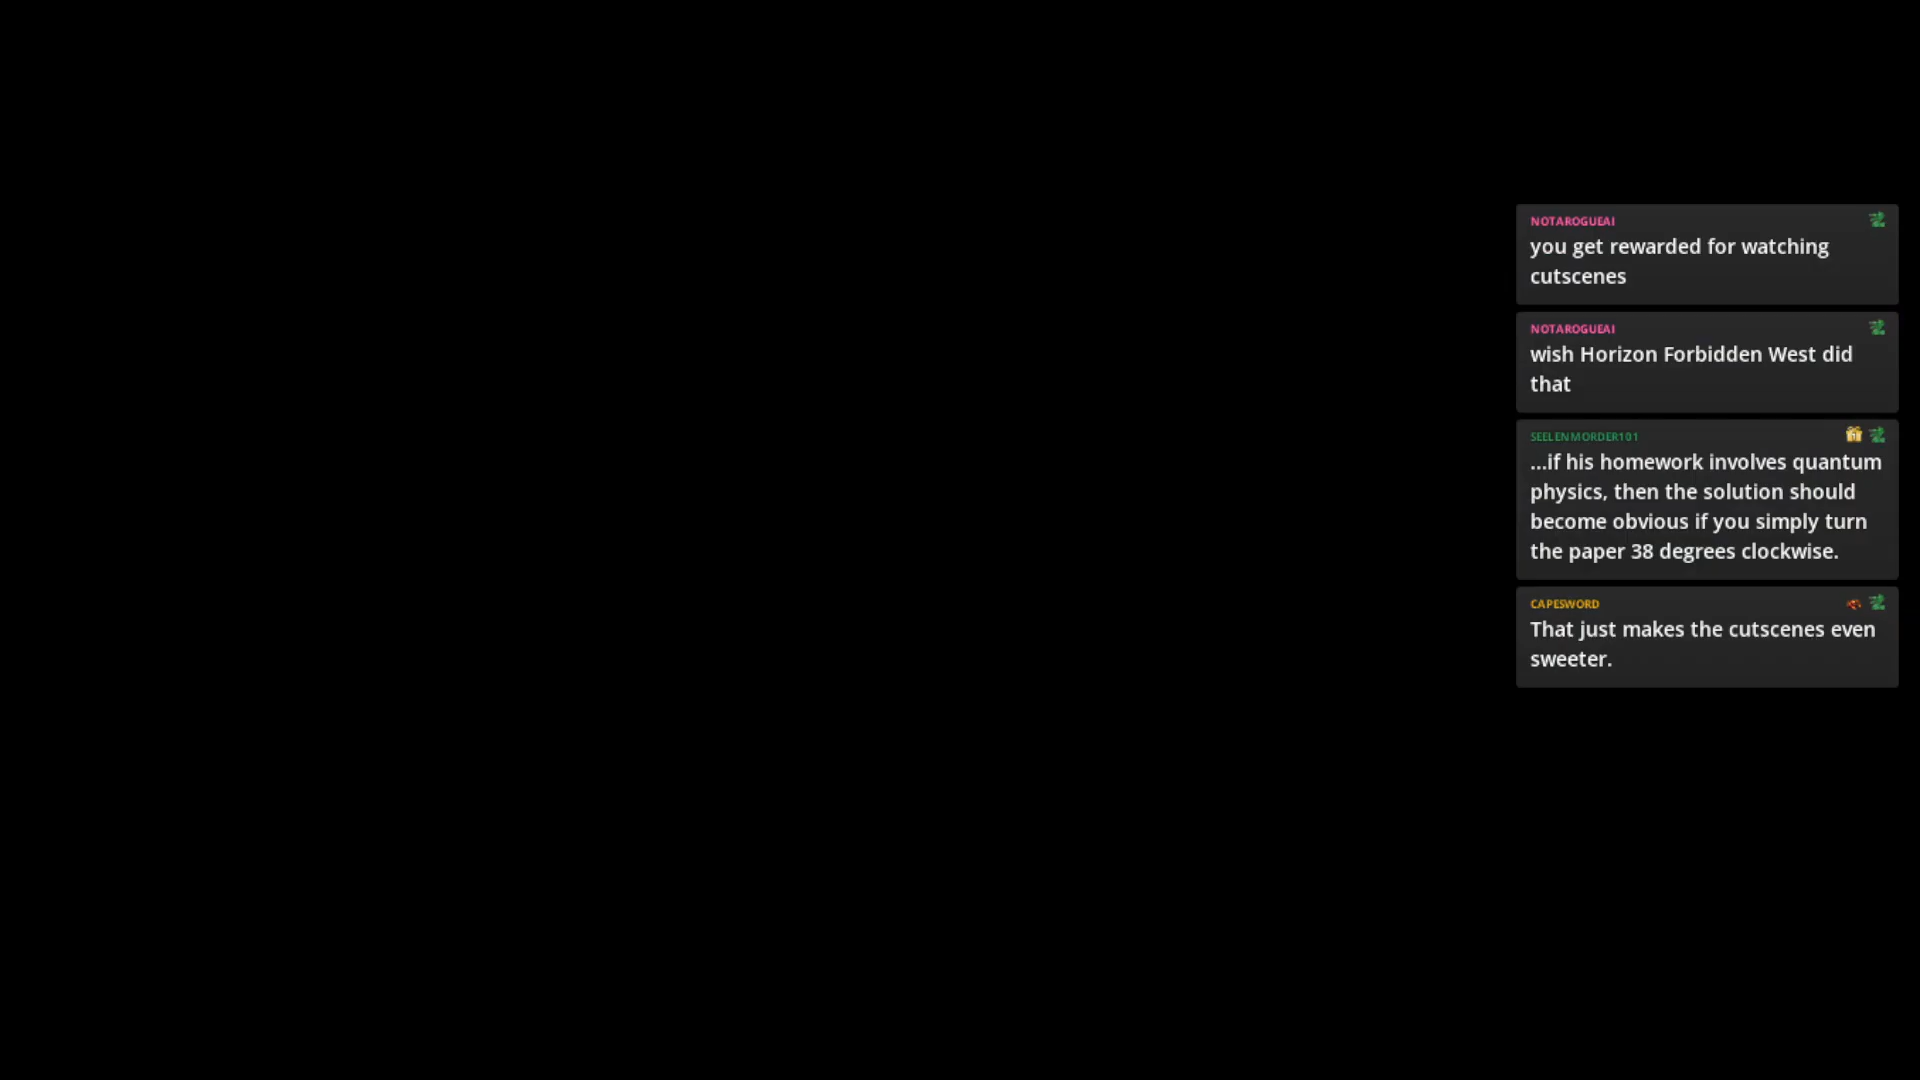 NOTAROGUEAI
you get rewarded for watching
cutscenes
NOTAROGUEAI
wish Horizon Forbidden West did
that
SEELENMORDER101
...if his homework involves quantum
physics, then the solution should
become obvious if you simply turn
the paper 38 degrees clockwise.
CAPESWORD
That just makes the cutscenes even
sweeter.